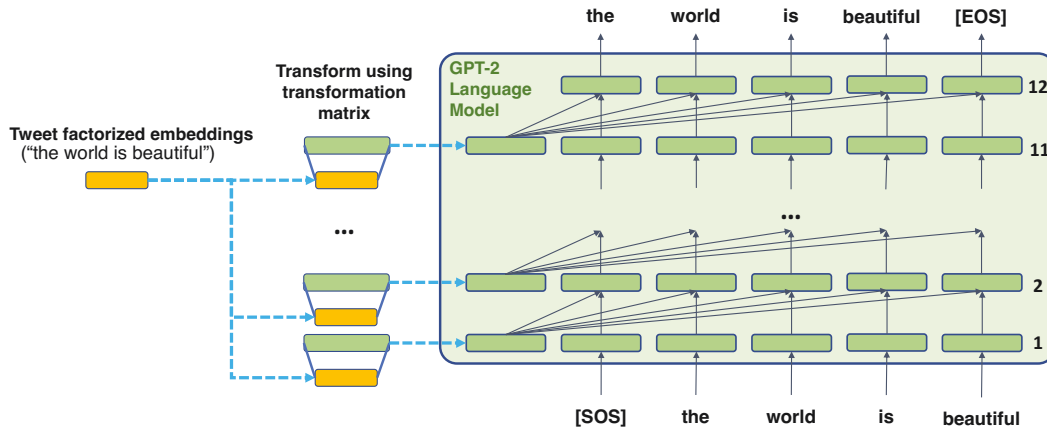 the world is beautiful [EOS]
GPT-2
Language
Model
12
Transform using
transformation
matrix
Tweet factorized embeddings
("the world is beautiful")
11
...
...
2
1
[SOS] the world is beautiful